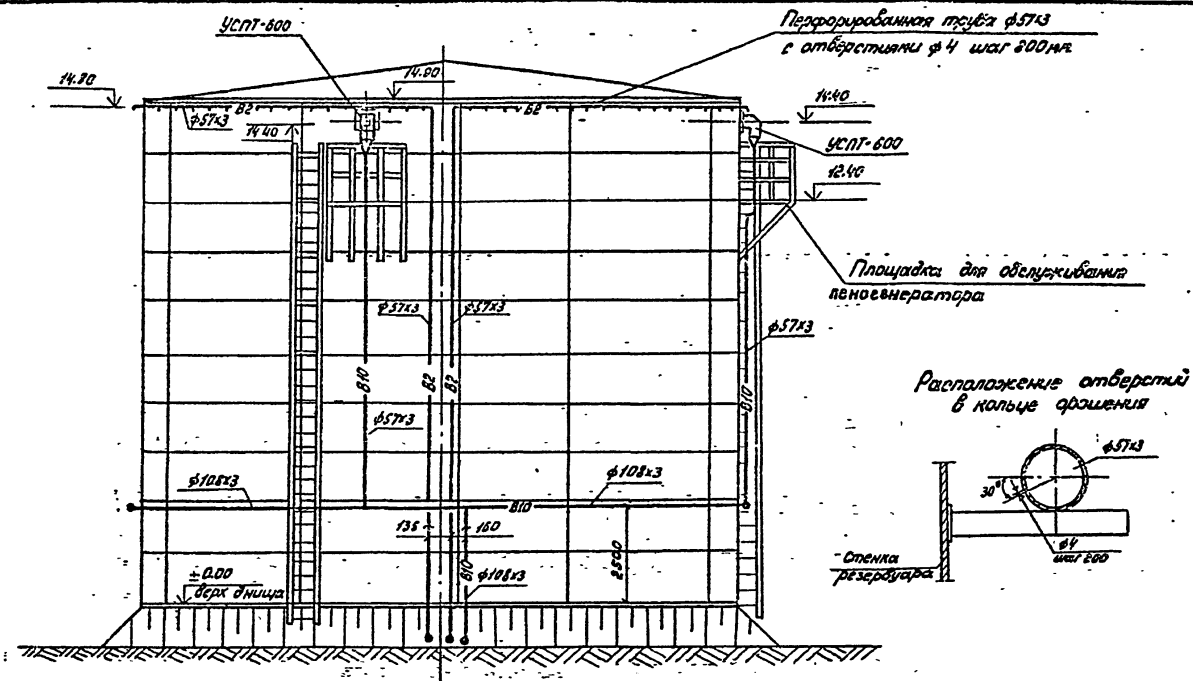 УСПТ-600
Перфорированная труба ф57х3
с отверстиями ф4 шаг 200мм
14.70
14.90
В2
В2
14.40
ф57х3
14.40
УСПТ-600
12.40
Площадка для обслуживания
пеногенератора
ф57х3
ф57х3
ф57х3
В10
В2
В2
В10
ф57х3
Расположение отверстий
в кольце орошения
ф57х3
30°
ф4
шаг 200
Стенка
резервуара
ф108х3
ф108х3
В10
135
160
В10
2500
ф108х3
± 0.00
верх днища